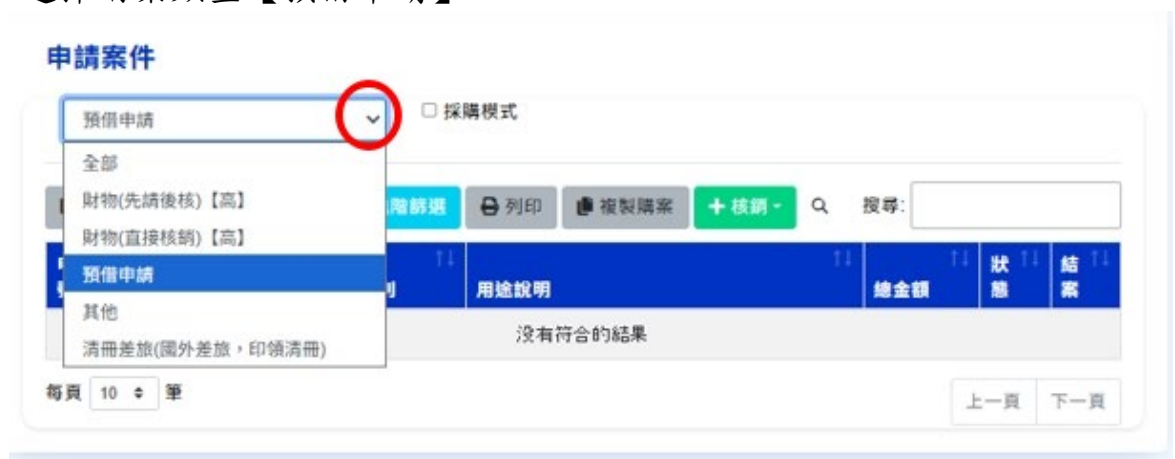 申請案件
預借申請
採購模式
全部
財物(先請後核)【高】
財物(直接核銷)【高】
預借申請
其他
清冊差旅(國外差旅，印領清冊)
階篩選 列印 複製購案 核銷 搜尋:
用途說明 總金額 狀態 結案
沒有符合的結果
每頁 10 筆
上一頁 下一頁